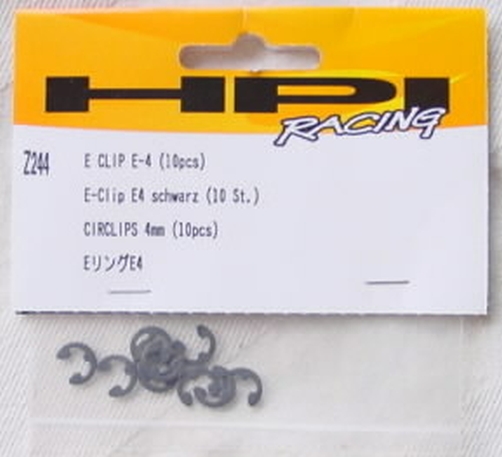 HPI
RACING
Z244
E CLIP E-4 (10pcs)
E-Clip E4 schwarz (10 St.)
CIRCLIPS 4mm (10pcs)
EリングE4